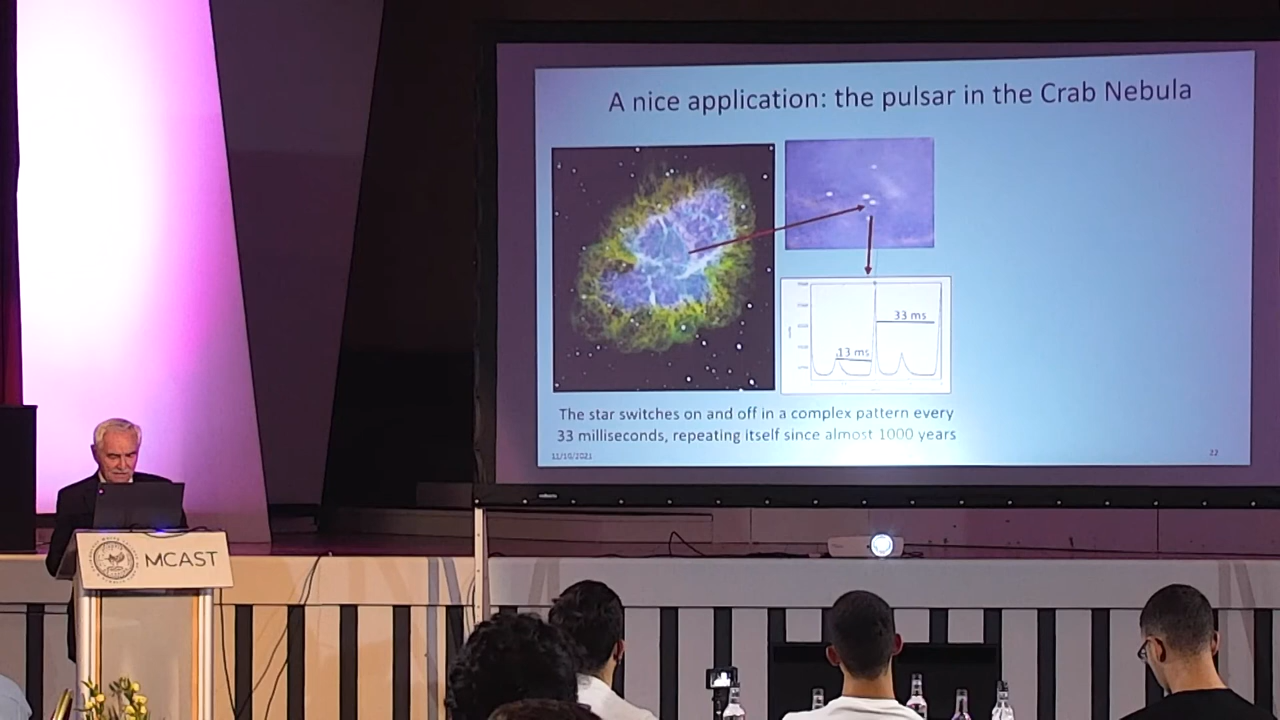 A nice application: the pulsar in the Crab Nebula
33 ms
13 ms
The star switches on and off in a complex pattern every
33 milliseconds, repeating itself since almost 1000 years
11/10/2021
22
MCAST